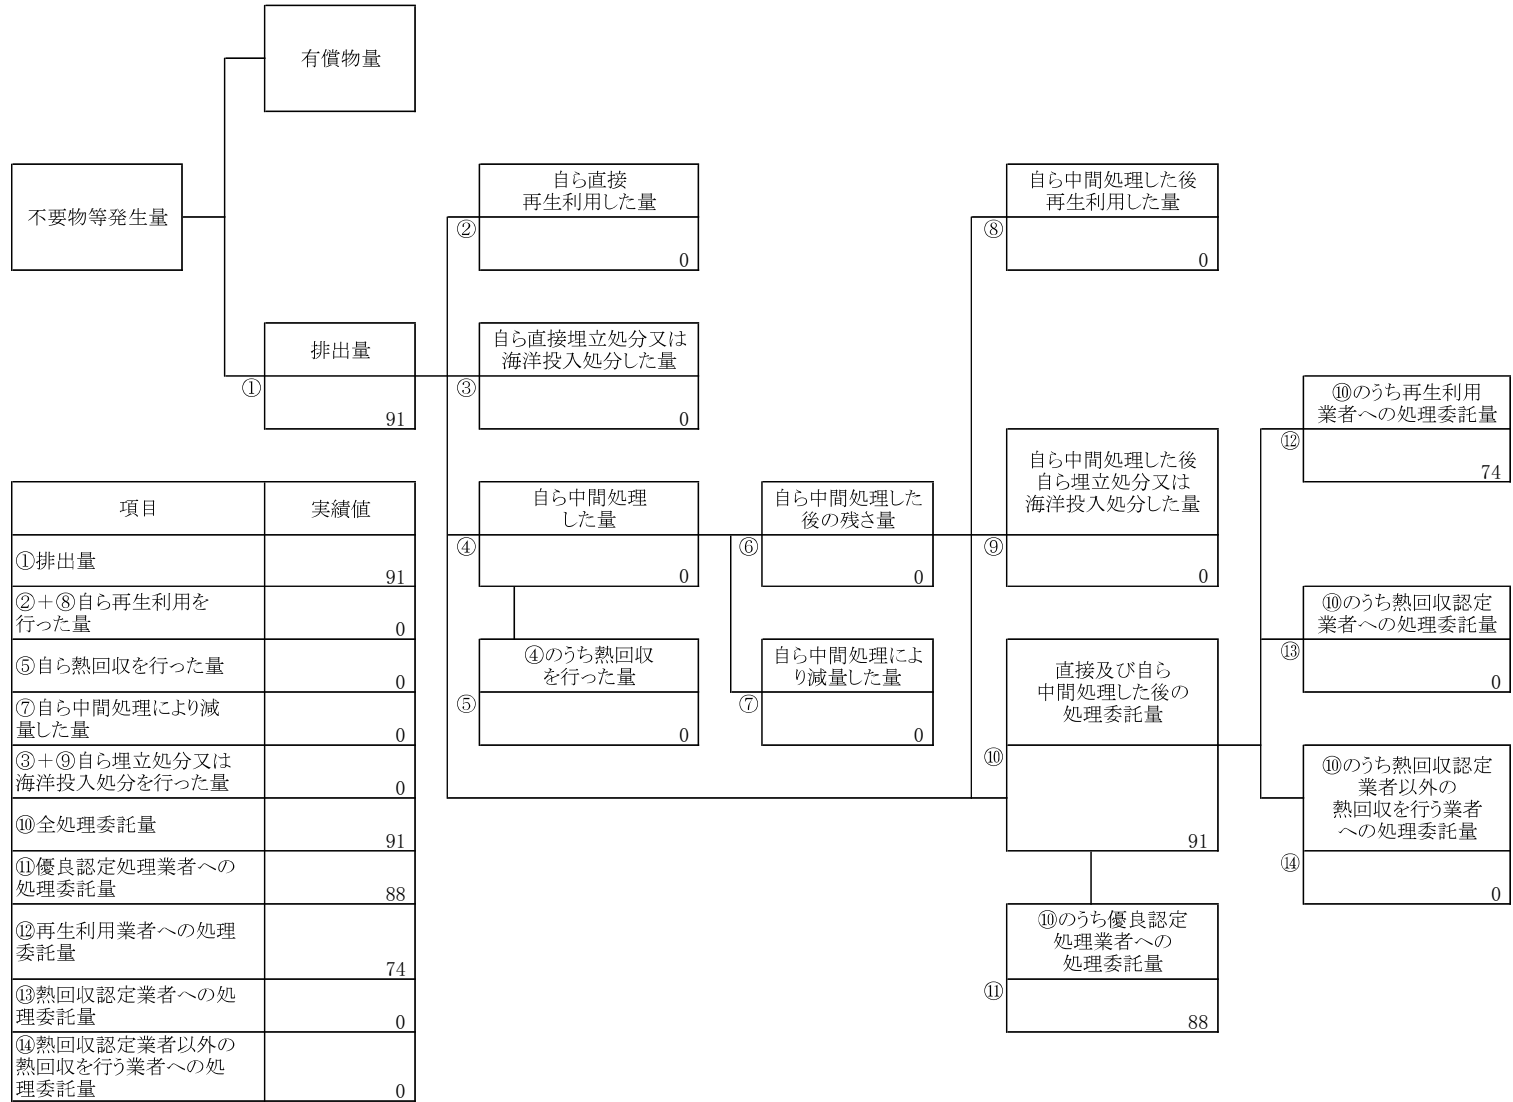 有償物量
不要物等発生量
自ら直接
再生利用した量
②
0
自ら中間処理した後
再生利用した量
⑧
0
排出量
①
91
自ら直接埋立処分又は
海洋投入処分した量
③
0
⑩のうち再生利用
業者への処理委託量
⑫
74
自ら中間処理
した量
④
0
自ら中間処理した
後の残さ量
⑥
0
自ら中間処理した後
自ら埋立処分又は
海洋投入処分した量
⑨
0
④のうち熱回収
を行った量
⑤
0
自ら中間処理によ
り減量した量
⑦
0
直接及び自ら
中間処理した後の
処理委託量
⑩
91
⑩のうち熱回収認定
業者への処理委託量
⑬
0
⑩のうち熱回収認定
業者以外の
熱回収を行う業者
への処理委託量
⑭
0
⑩のうち優良認定
処理業者への
処理委託量
⑪
88
項目 実績値
①排出量
91
②＋⑧自ら再生利用を
行った量
0
⑤自ら熱回収を行った量
0
⑦自ら中間処理により減
量した量
0
③＋⑨自ら埋立処分又は
海洋投入処分を行った量
0
⑩全処理委託量
91
⑪優良認定処理業者への
処理委託量
88
⑫再生利用業者への処理
委託量
74
⑬熱回収認定業者への処
理委託量
0
⑭熱回収認定業者以外の
熱回収を行う業者への処
理委託量
0